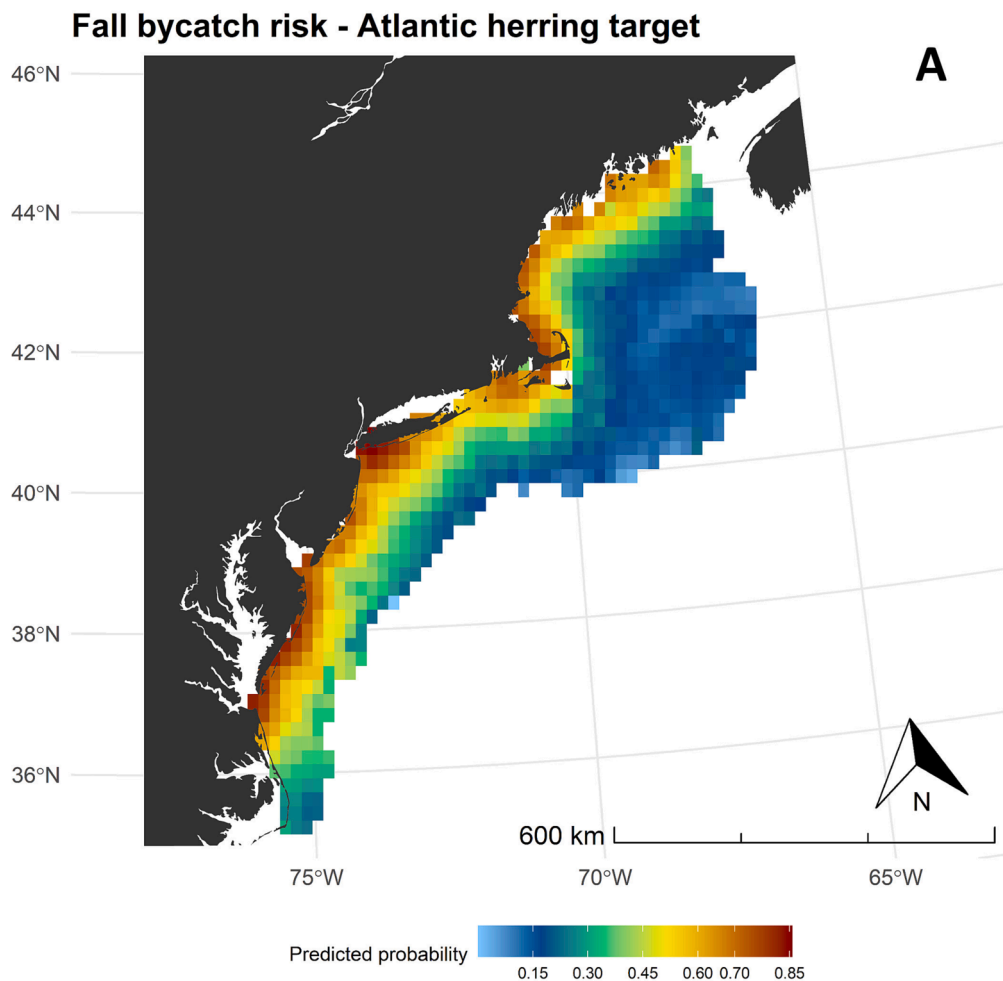 Fall bycatch risk - Atlantic herring target
A
46°N
44°N
42°N
40°N
38°N
36°N
N
600 km
75°W 70°W 65°W
Predicted probability
0.15 0.30 0.45 0.60 0.70 0.85